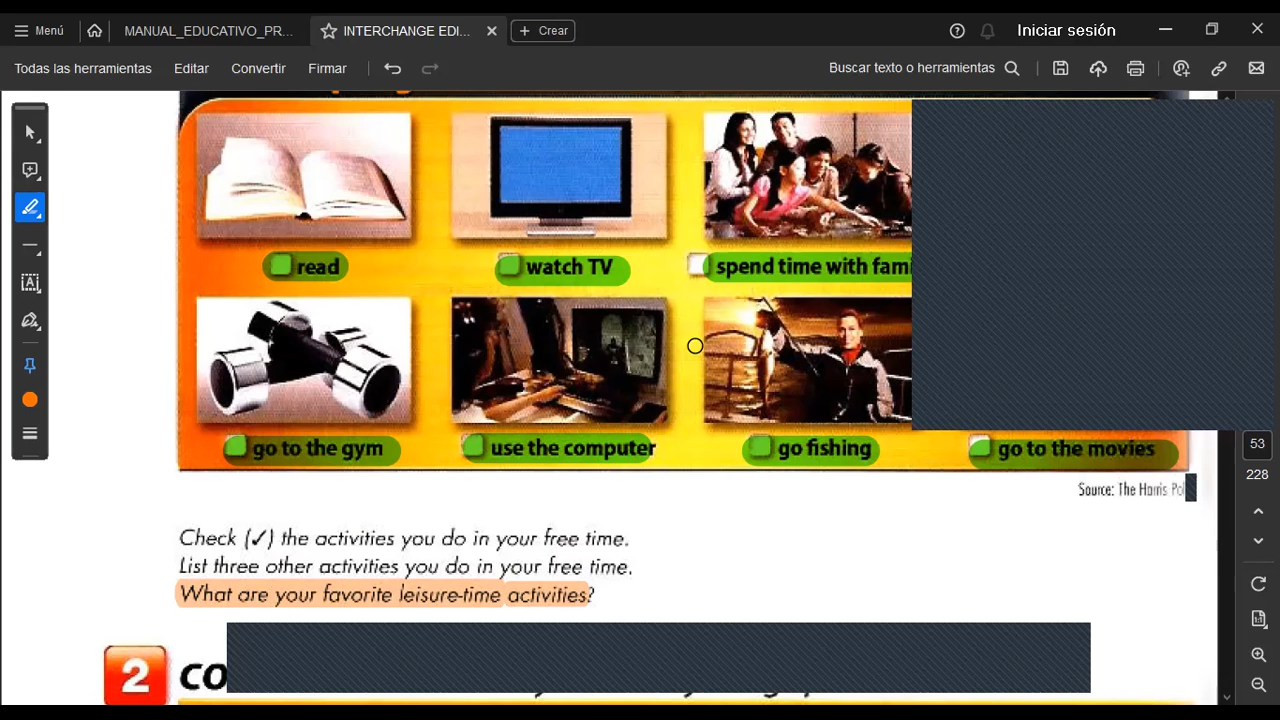 Menú
MANUAL_EDUCATIVO_PR...
INTERCHANGE EDI...
Crear
Iniciar sesión
Todas las herramientas
Editar
Convertir
Firmar
Buscar texto o herramientas
read
watch TV
spend time with fami
go to the gym
use the computer
go fishing
go to the movies
Source: The Harris Pol
Check (✓) the activities you do in your free time.
List three other activities you do in your free time.
What are your favorite leisure-time activities?
2
CO
53
228